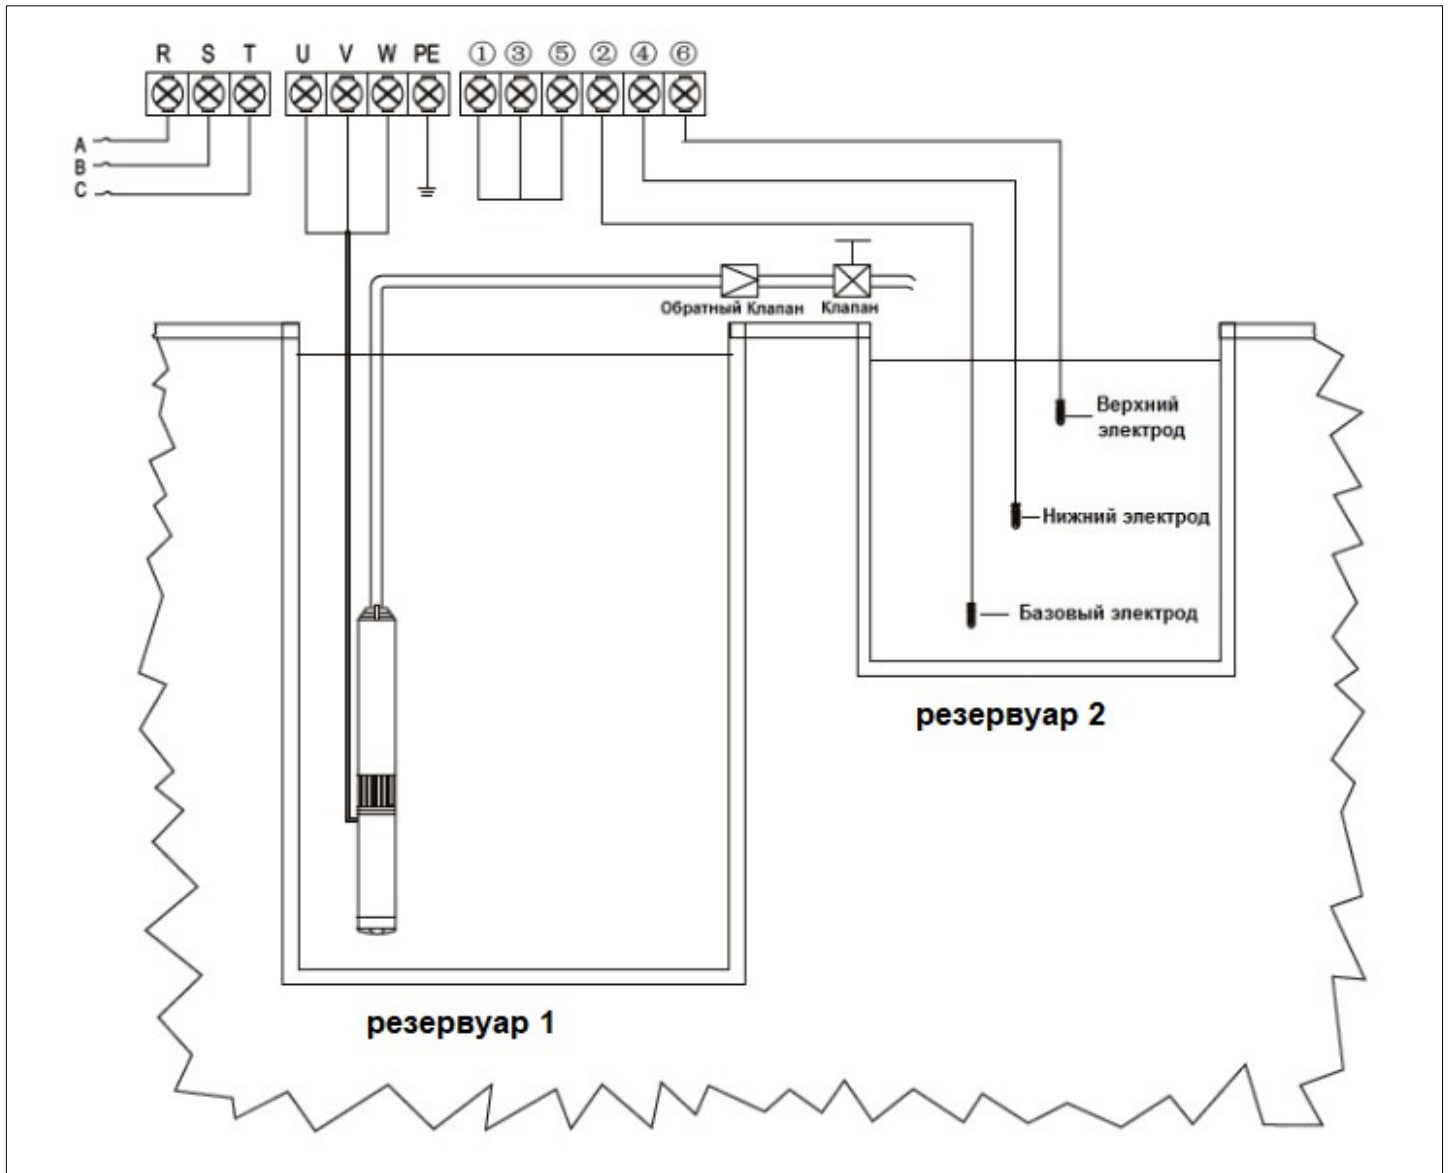 R S T U V W PE ① ③ ⑤ ② ④ ⑥
A
B
C
Обратный Клапан Клапан
Верхний
электрод
Нижний электрод
Базовый электрод
резервуар 2
резервуар 1